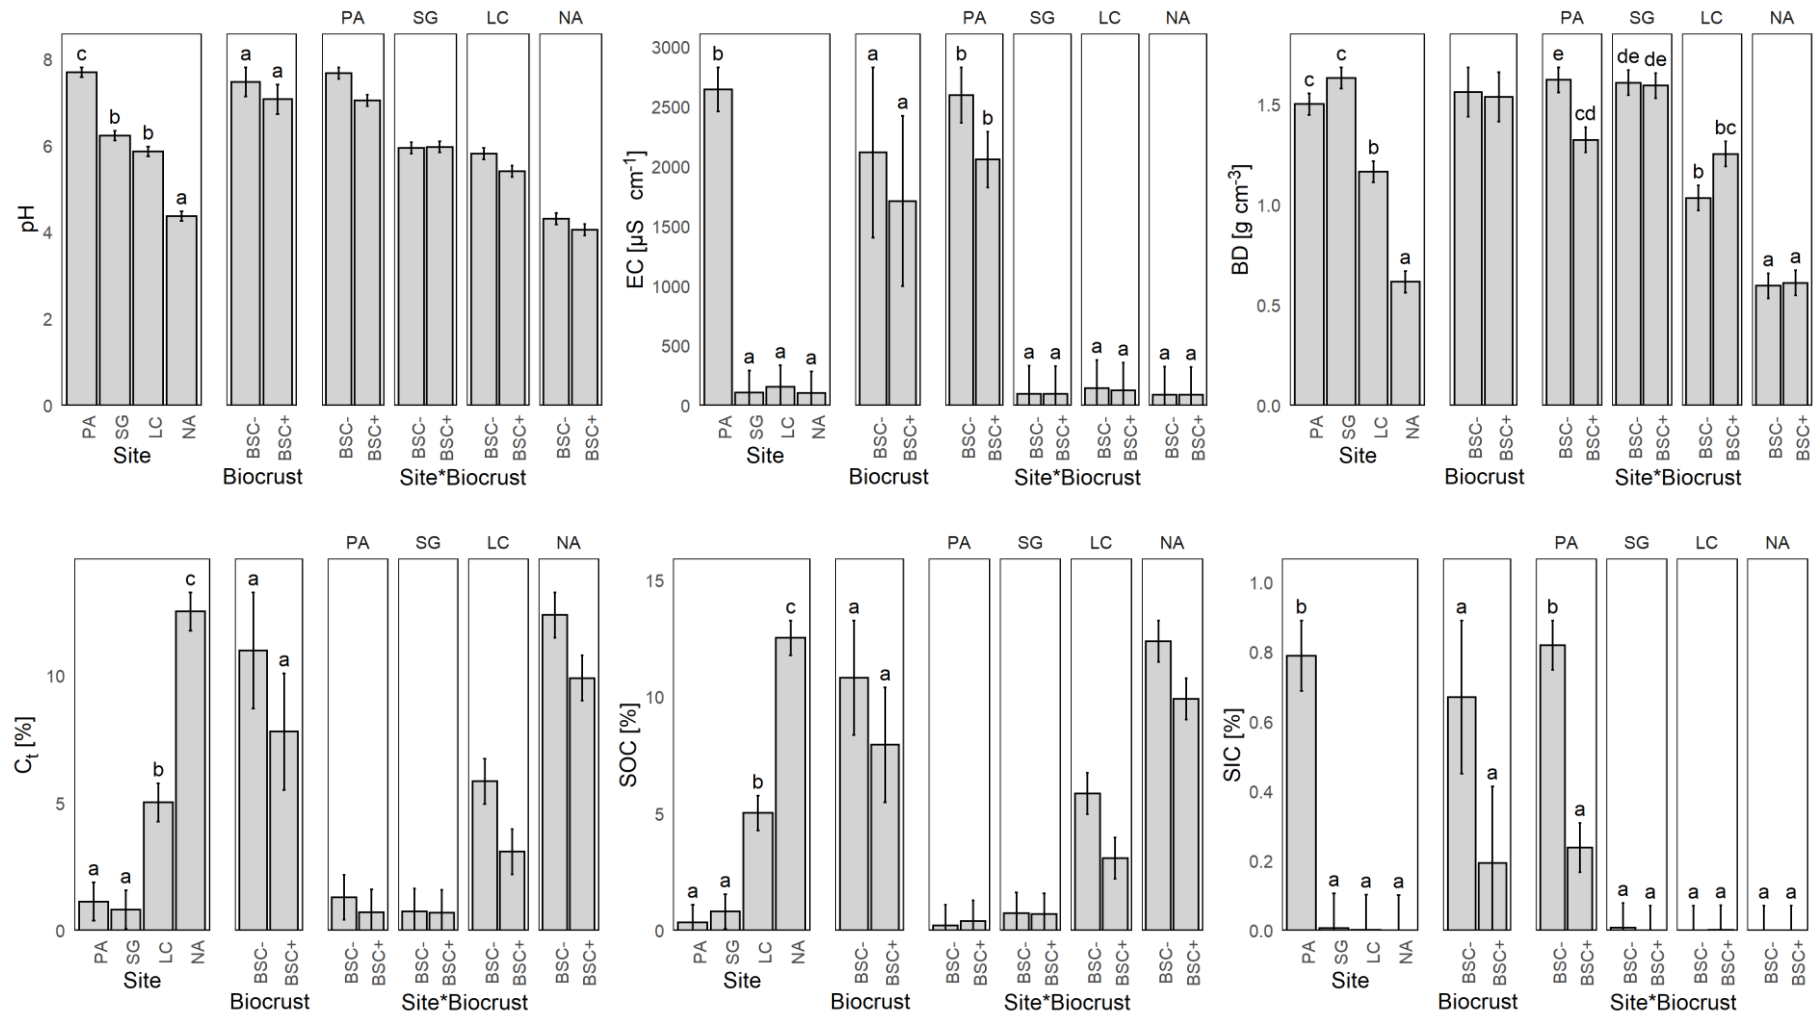 PA SG LC NA
8
6
4
2
0
pH
c
b
b
a
a
a
PA
SG
LC
NA
Site
BSC-
BSC+
Biocrust
BSC-
BSC+
BSC-
BSC+
BSC-
BSC+
BSC-
BSC+
Site*Biocrust
PA SG LC NA
3000
2500
2000
1500
1000
500
0
EC [µS cm⁻¹]
b
a
a
a
a
a
b
b
a a
a a
a a
PA
SG
LC
NA
Site
BSC-
BSC+
Biocrust
BSC-
BSC+
BSC-
BSC+
BSC-
BSC+
BSC-
BSC+
Site*Biocrust
PA SG LC NA
1.5
1.0
0.5
0.0
BD [g cm⁻³]
c
c
b
a
e
cd
de de
b
bc
a a
PA
SG
LC
NA
Site
BSC-
BSC+
Biocrust
BSC-
BSC+
BSC-
BSC+
BSC-
BSC+
BSC-
BSC+
Site*Biocrust
PA SG LC NA
10
5
0
Cₜ [%]
a
a
b
c
a
a
PA
SG
LC
NA
Site
BSC-
BSC+
Biocrust
BSC-
BSC+
BSC-
BSC+
BSC-
BSC+
BSC-
BSC+
Site*Biocrust
PA SG LC NA
15
10
5
0
SOC [%]
a
a
b
c
a
a
PA
SG
LC
NA
Site
BSC-
BSC+
Biocrust
BSC-
BSC+
BSC-
BSC+
BSC-
BSC+
BSC-
BSC+
Site*Biocrust
PA SG LC NA
1.0
0.8
0.6
0.4
0.2
0.0
SIC [%]
b
a
a
a
a
a
b
a
a a
a a
a a
PA
SG
LC
NA
Site
BSC-
BSC+
Biocrust
BSC-
BSC+
BSC-
BSC+
BSC-
BSC+
BSC-
BSC+
Site*Biocrust